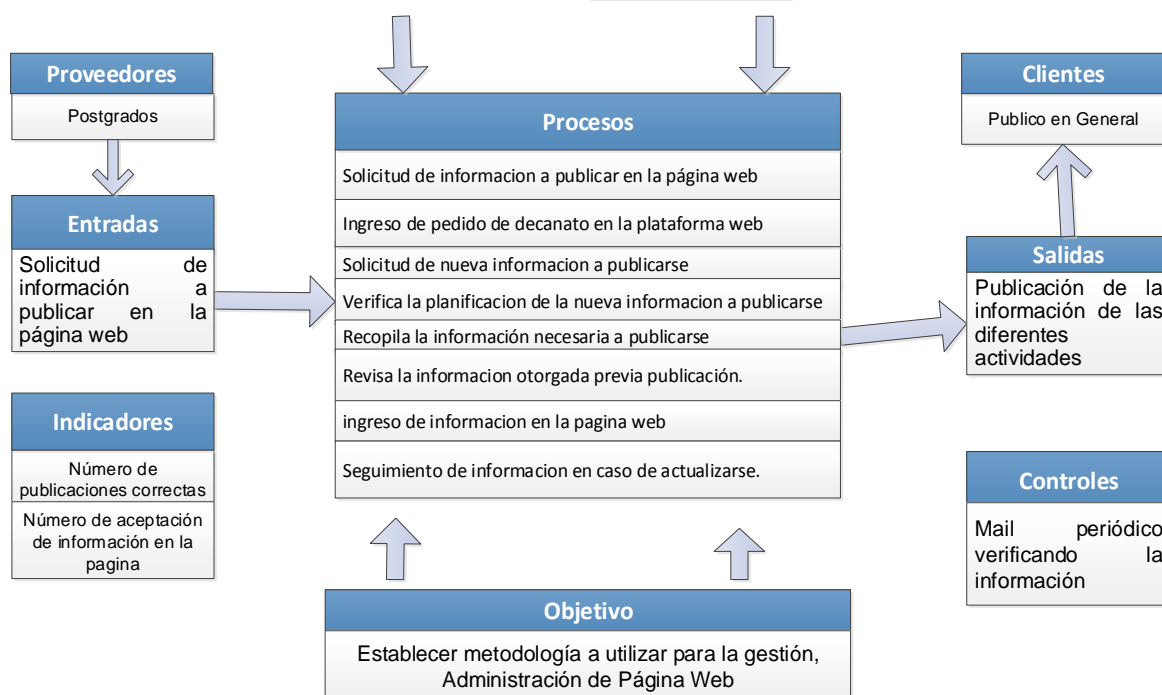 Proveedores
Postgrados
Entradas
Solicitud de
información a
publicar en la
página web
Indicadores
Número de
publicaciones correctas
Número de aceptación
de información en la
pagina
Procesos
Solicitud de informacion a publicar en la página web
Ingreso de pedido de decanato en la plataforma web
Solicitud de nueva informacion a publicarse
Verifica la planificacion de la nueva informacion a publicarse
Recopila la información necesaria a publicarse
Revisa la informacion otorgada previa publicación.
ingreso de informacion en la pagina web
Seguimiento de informacion en caso de actualizarse.
Objetivo
Establecer metodología a utilizar para la gestión,
Administración de Página Web
Clientes
Publico en General
Salidas
Publicación de la
información de las
diferentes
actividades
Controles
Mail periódico
verificando la
información